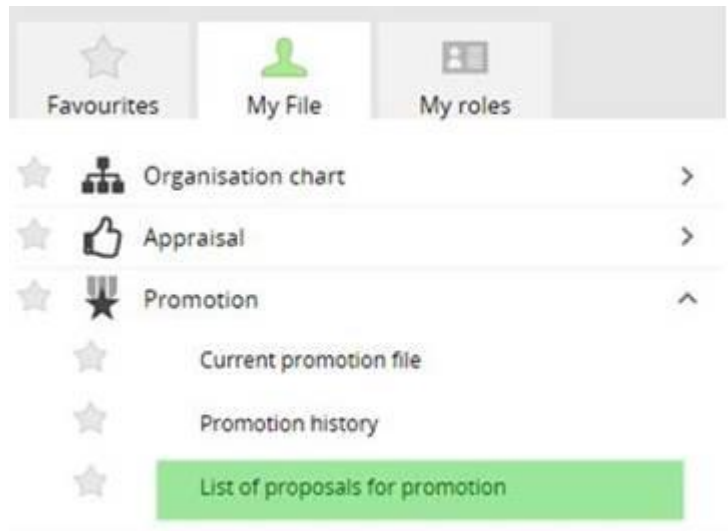 Favourites
My File
My roles
Organisation chart
Appraisal
Promotion
Current promotion file
Promotion history
List of proposals for promotion